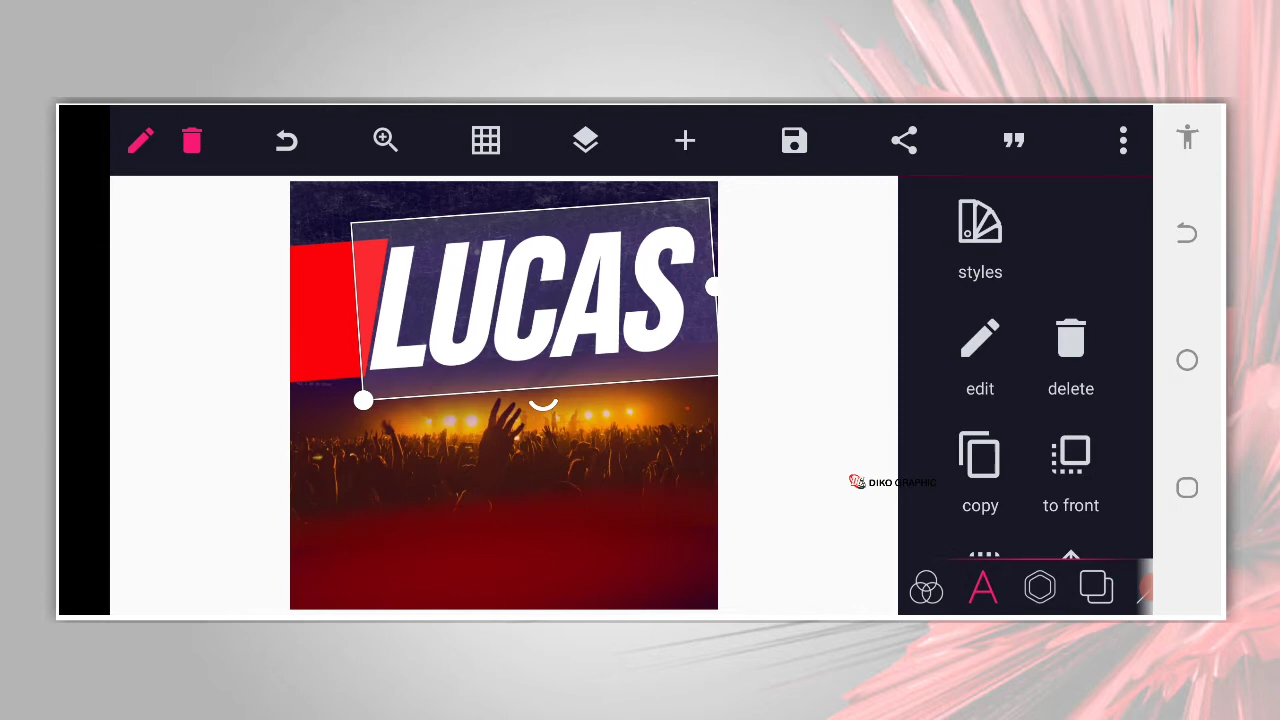 LUCAS
styles
edit
delete
copy
to front
DIKO GRAPHIC